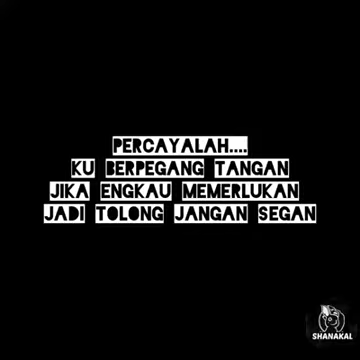 PERCAYALAH....
KU BERPEGANG TANGAN
JIKA ENGKAU MEMERLUKAN
JADI TOLONG JANGAN SEGAN
SHANAKAL